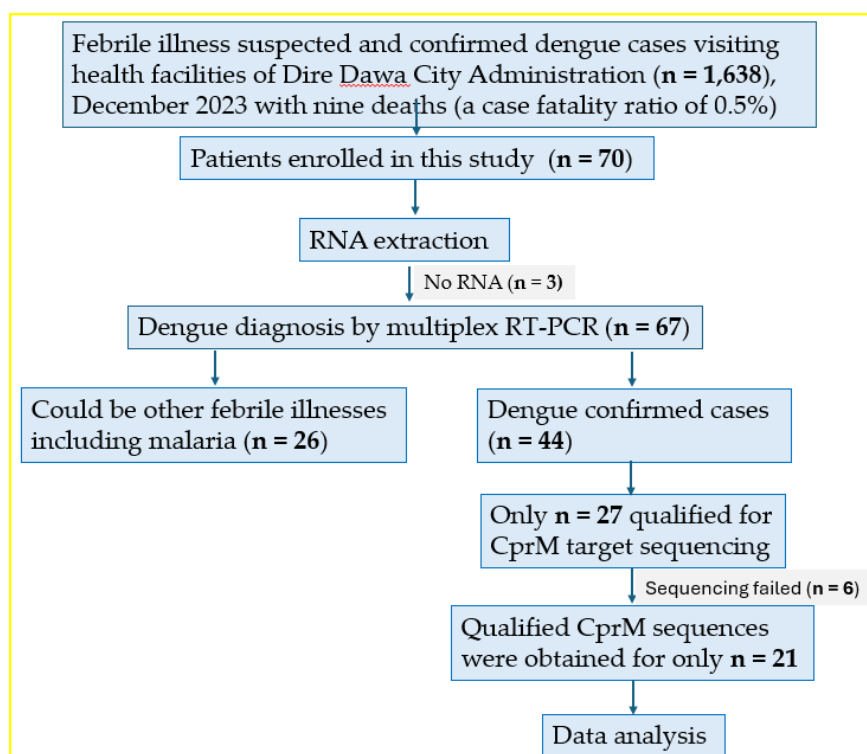 Febrile illness suspected and confirmed dengue cases visiting
health facilities of Dire Dawa City Administration (n = 1,638),
December 2023 with nine deaths (a case fatality ratio of 0.5%)
Patients enrolled in this study (n = 70)
RNA extraction
No RNA (n = 3)
Dengue diagnosis by multiplex RT-PCR (n = 67)
Could be other febrile illnesses
including malaria (n = 26)
Dengue confirmed cases
(n = 44)
Only n = 27 qualified for
CprM target sequencing
Sequencing failed (n = 6)
Qualified CprM sequences
were obtained for only n = 21
Data analysis